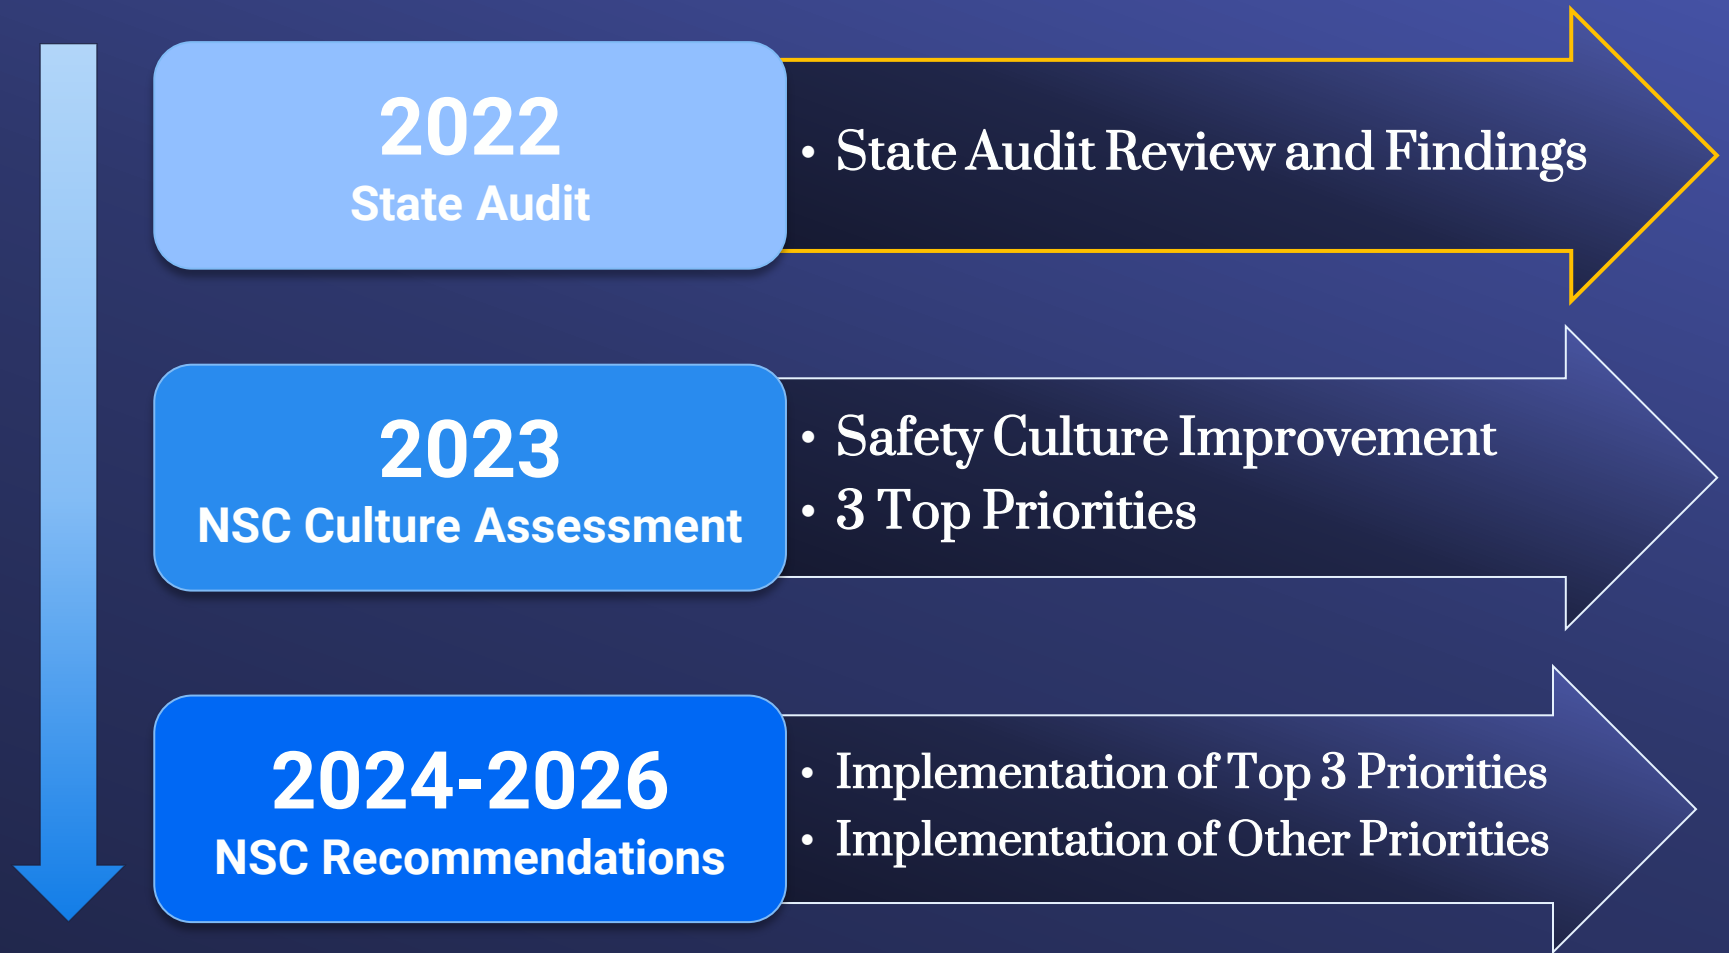 2022
State Audit
• State Audit Review and Findings
2023
NSC Culture Assessment
• Safety Culture Improvement
• 3 Top Priorities
2024-2026
NSC Recommendations
• Implementation of Top 3 Priorities
• Implementation of Other Priorities